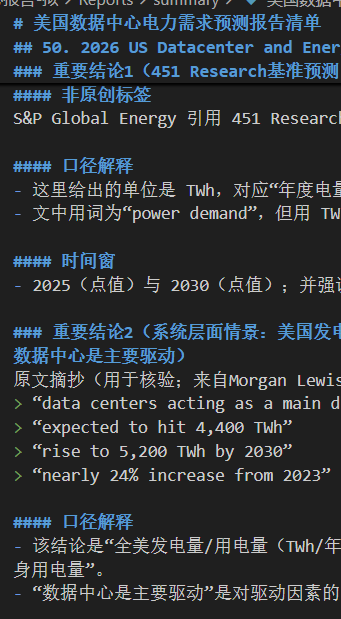 Reports > summary >
# 美国数据中心电力需求预测报告清单
## 50. 2026 US Datacenter and Ener
### 重要结论1（451 Research基准预测
#### 非原创标签
S&P Global Energy 引用 451 Research
#### 口径解释
- 这里给出的单位是 TWh，对应“年度电量
- 文中用词为“power demand”，但用 TW
#### 时间窗
- 2025（点值）与 2030（点值）；并强
### 重要结论2（系统层面情景：美国发电
数据中心是主要驱动）
原文摘抄（用于核验；来自Morgan Lewis
> “data centers acting as a main d
> “expected to hit 4,400 TWh”
> “rise to 5,200 TWh by 2030”
> “nearly 24% increase from 2023”
#### 口径解释
- 该结论是“全美发电量/用电量（TWh/年
身用电量”。
- “数据中心是主要驱动”是对驱动因素的